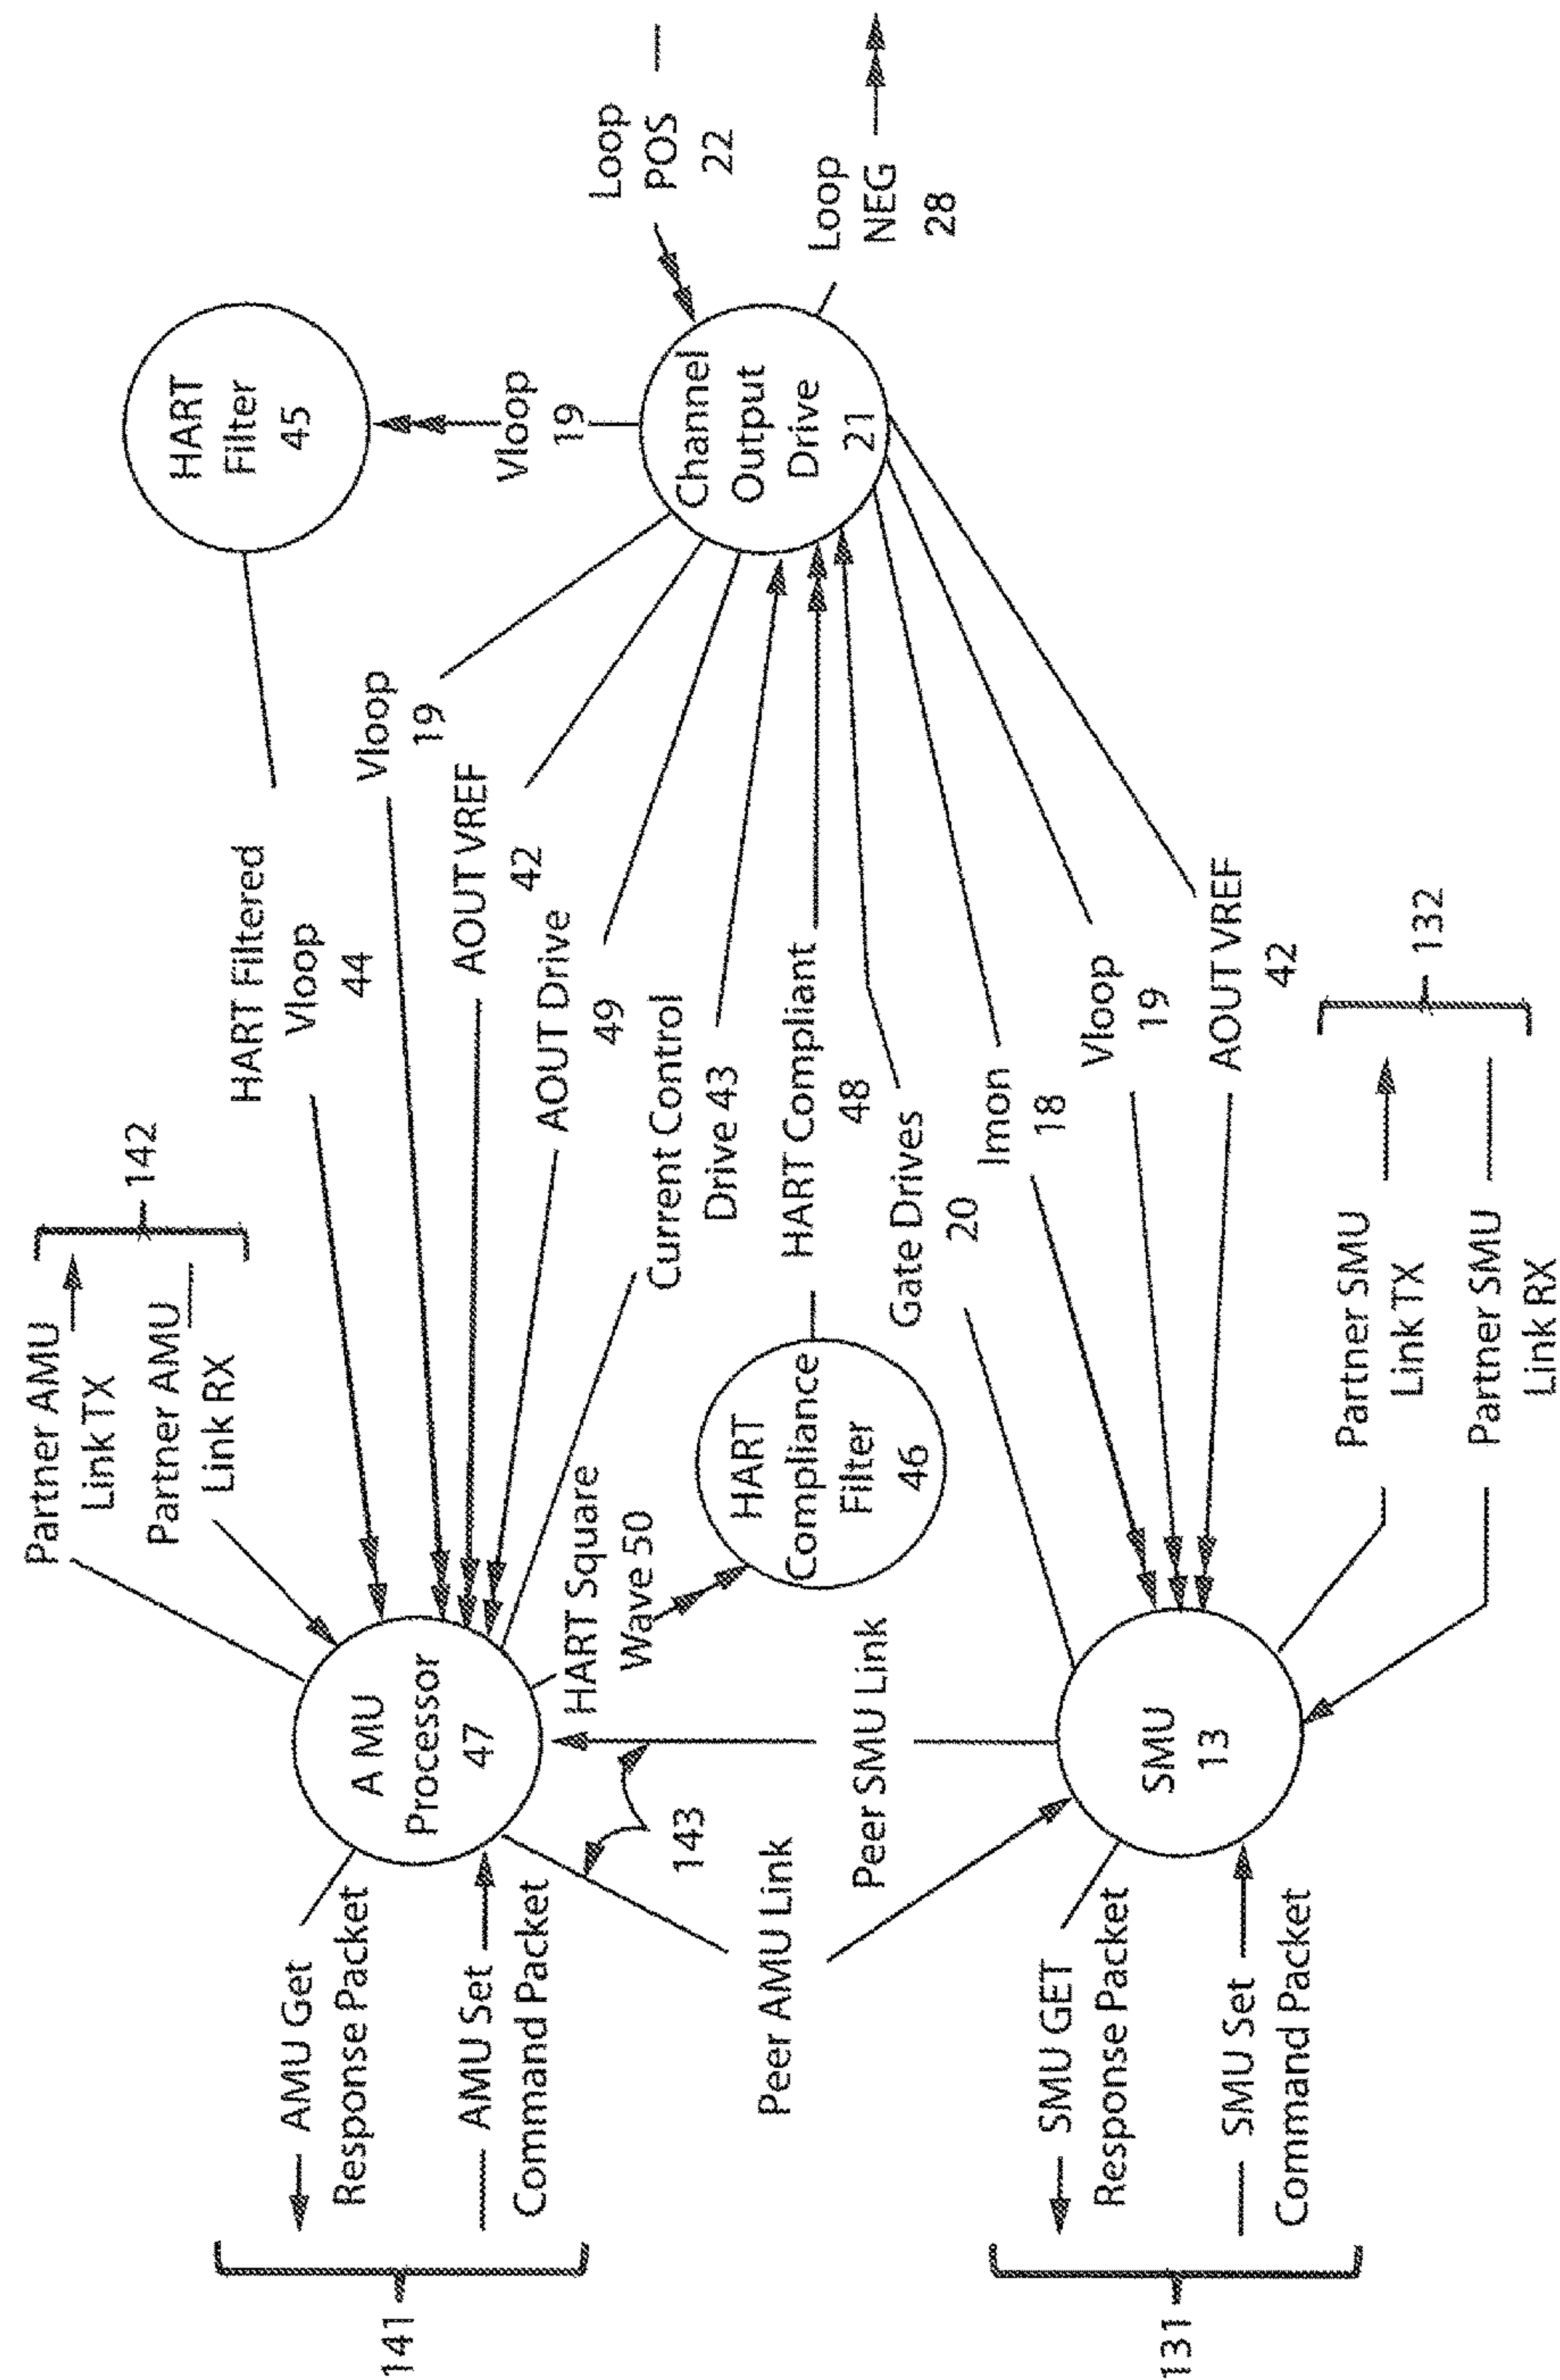 141
AMU Get
Response Packet
AMU Set
Command Packet
A MU
Processor
47
Partner AMU
Link TX
Partner AMU
Link RX
142
HART Filtered
Vloop
44
HART
Filter
45
Vloop
19
Vloop
19
AOUT VREF
42
AOUT Drive
49
Current Control
Drive 43
HART Square
Wave 50
HART
Compliance
Filter
46
HART Compliant
48
Gate Drives
20
Channel
Output
Drive
21
Loop
POS
22
Loop
NEG
28
143
Peer AMU Link
Peer SMU Link
Imon
18
Vloop
19
AOUT VREF
42
131
SMU GET
Response Packet
SMU Set
Command Packet
SMU
13
Partner SMU
Link TX
Partner SMU
Link RX
132